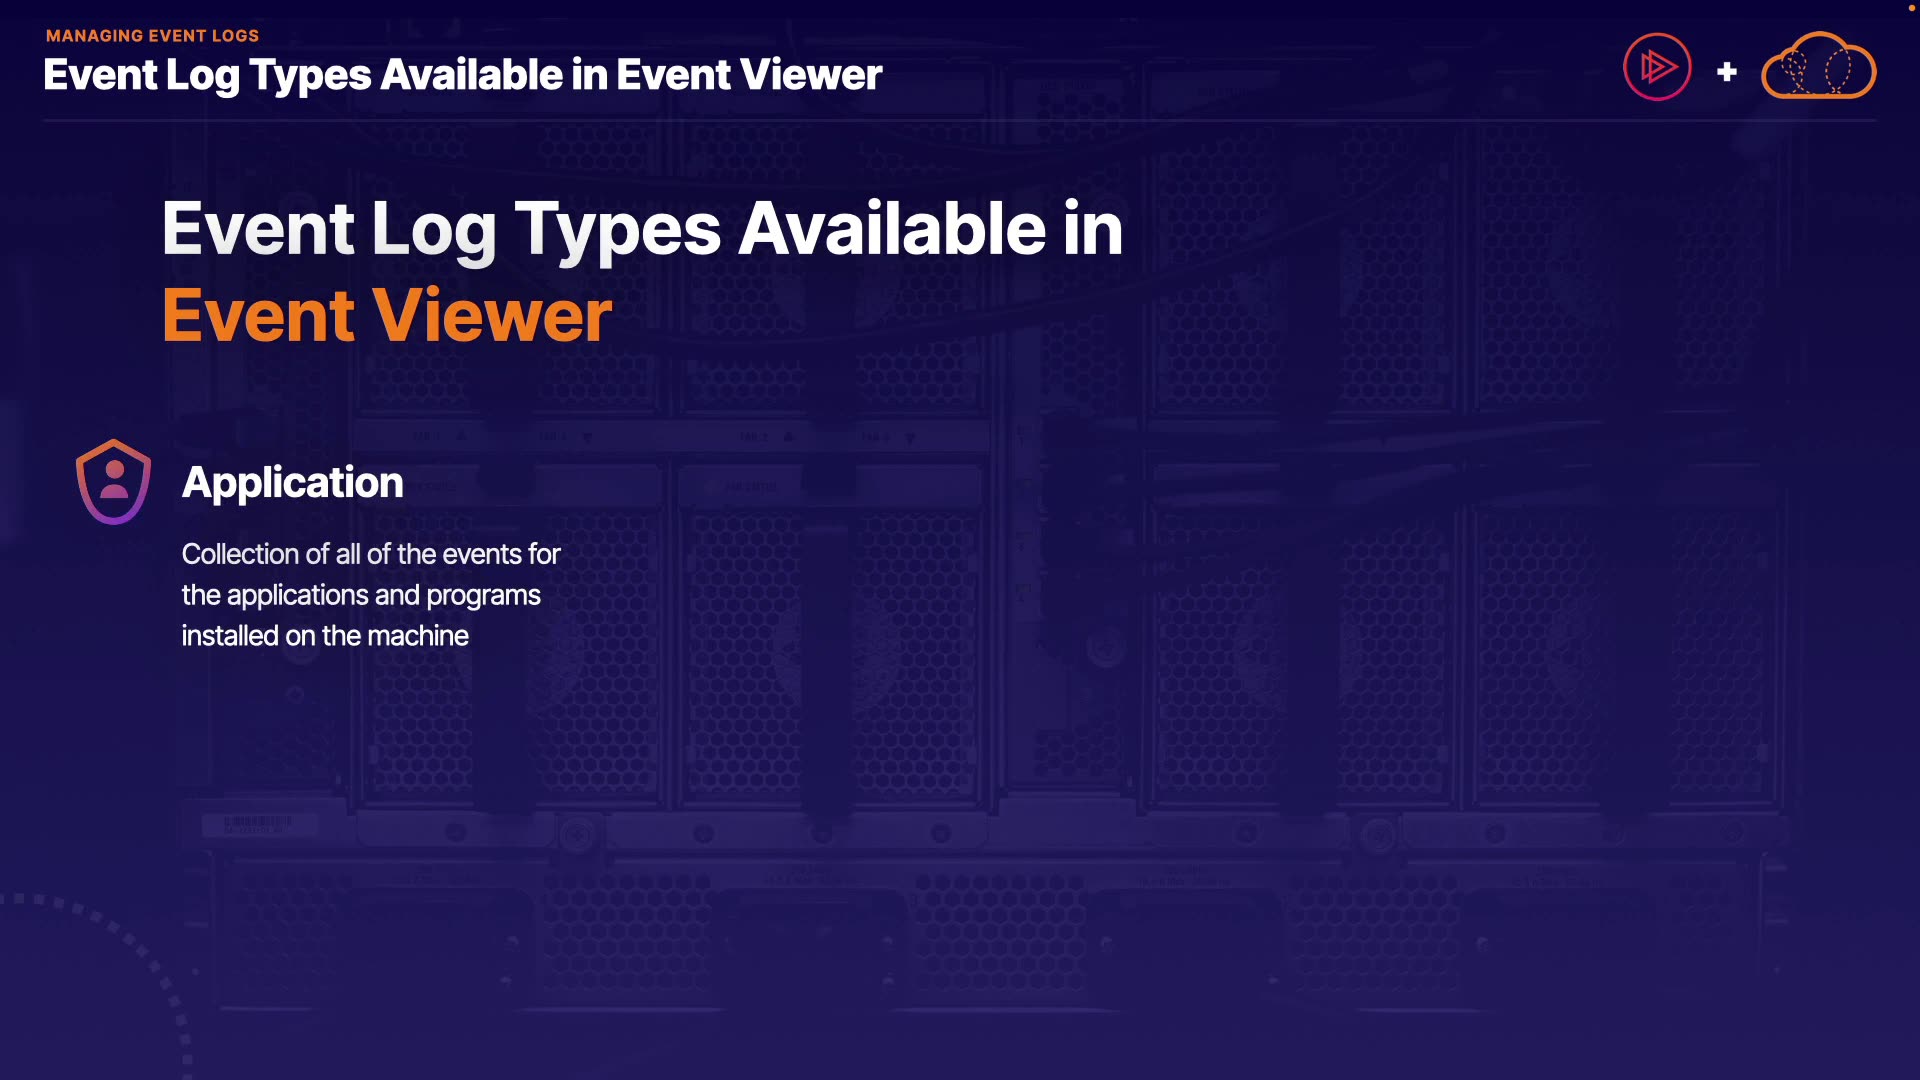 MANAGING EVENT LOGS
Event Log Types Available in Event Viewer
Event Log Types Available in
Event Viewer
Application
Collection of all of the events for
the applications and programs
installed on the machine